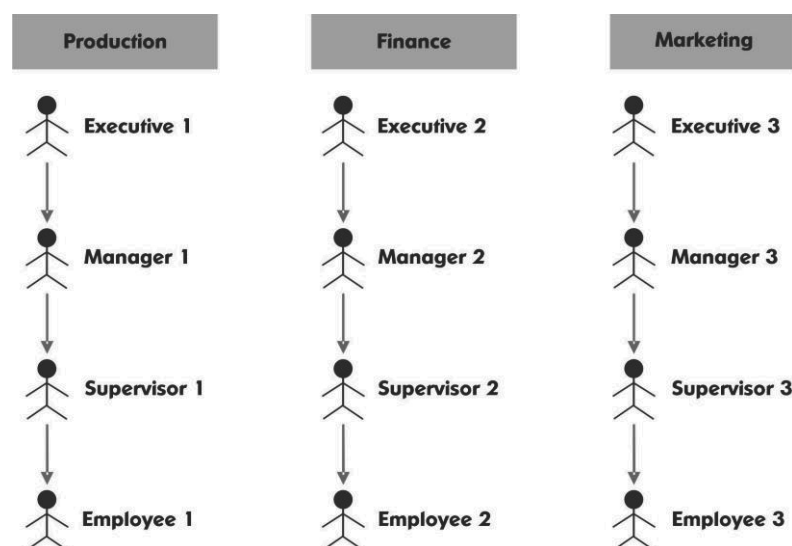 Production
Finance
Marketing
Executive 1
Executive 2
Executive 3
Manager 1
Manager 2
Manager 3
Supervisor 1
Supervisor 2
Supervisor 3
Employee 1
Employee 2
Employee 3